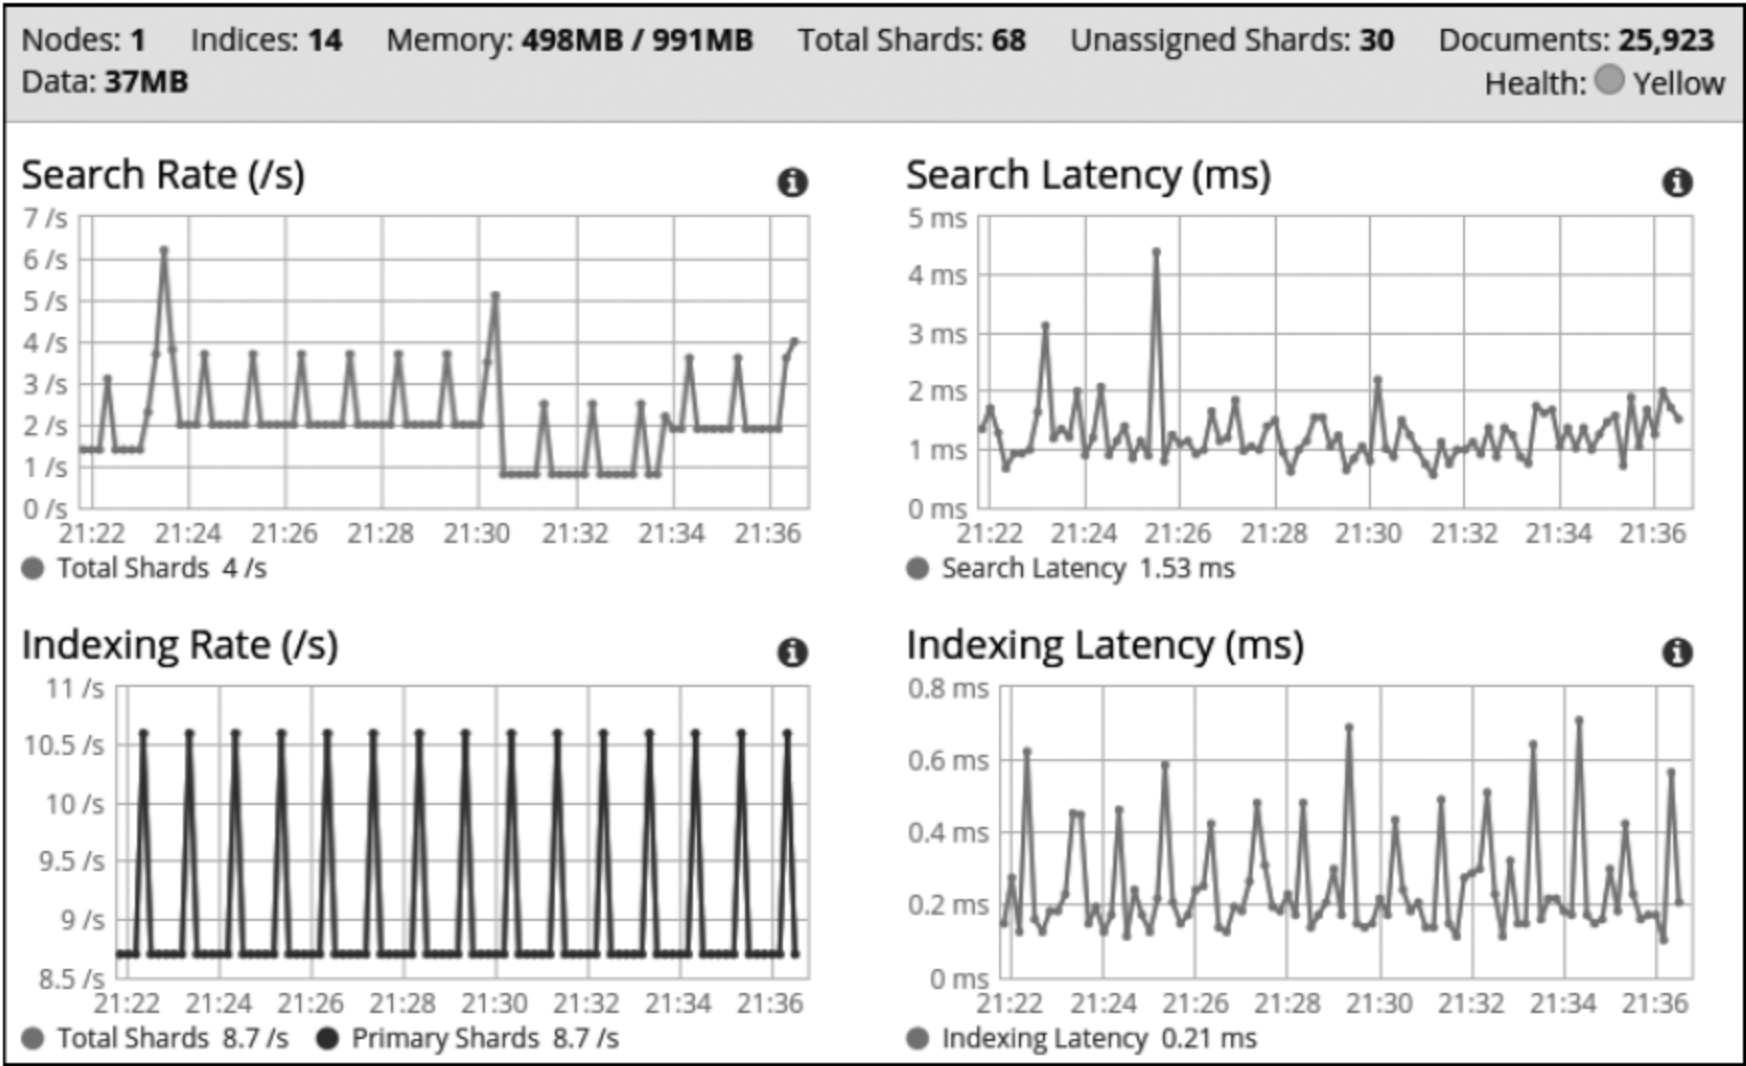 Nodes: 1 Indices: 14 Memory: 498MB / 991MB Total Shards: 68 Unassigned Shards: 30 Documents: 25,923
Data: 37MB Health: Yellow
Search Rate (/s)
7 /s
6 /s
5 /s
4 /s
3 /s
2 /s
1 /s
0 /s
21:22 21:24 21:26 21:28 21:30 21:32 21:34 21:36
Total Shards 4 /s
Search Latency (ms)
5 ms
4 ms
3 ms
2 ms
1 ms
0 ms
21:22 21:24 21:26 21:28 21:30 21:32 21:34 21:36
Search Latency 1.53 ms
Indexing Rate (/s)
11 /s
10.5 /s
10 /s
9.5 /s
9 /s
8.5 /s
21:22 21:24 21:26 21:28 21:30 21:32 21:34 21:36
Total Shards 8.7 /s Primary Shards 8.7 /s
Indexing Latency (ms)
0.8 ms
0.6 ms
0.4 ms
0.2 ms
0 ms
21:22 21:24 21:26 21:28 21:30 21:32 21:34 21:36
Indexing Latency 0.21 ms